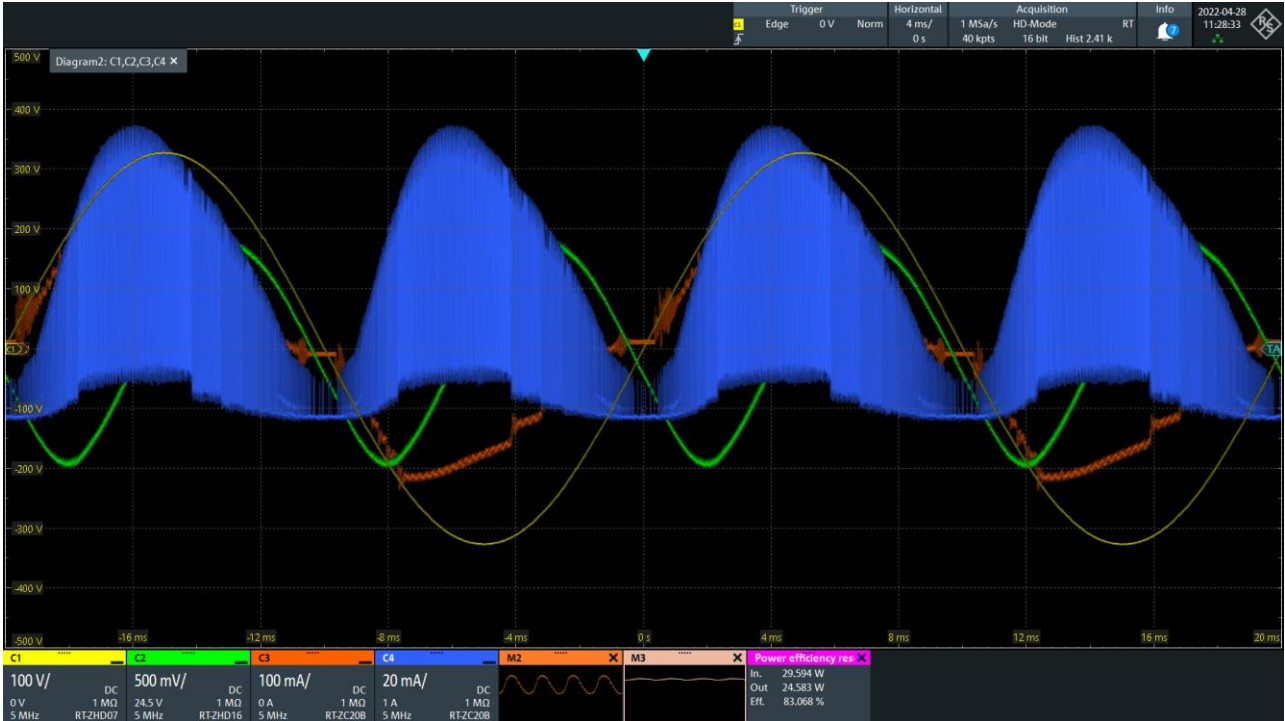 Trigger
Horizontal
Acquisition
Info
2022-04-28
11:28:33
C1
Edge 0 V Norm
4 ms/
0 s
1 MSa/s HD-Mode RT
40 kpts 16 bit Hist 2.41 k
7
R&S
Diagram2: C1,C2,C3,C4 ×
500 V
400 V
300 V
200 V
100 V
C1
TA
-100 V
-200 V
-300 V
-400 V
-500 V
-16 ms -12 ms -8 ms -4 ms 0 s 4 ms 8 ms 12 ms 16 ms 20 ms
C1
100 V/
DC
0 V 1 MΩ
5 MHz RT-ZHD07
C2
500 mV/
DC
24.5 V 1 MΩ
5 MHz RT-ZHD16
C3
100 mA/
DC
0 A 1 MΩ
5 MHz RT-ZC20B
C4
20 mA/
DC
1 A 1 MΩ
5 MHz RT-ZC20B
M2
M3
Power efficiency res
In. 29.594 W
Out 24.583 W
Eff. 83.068 %